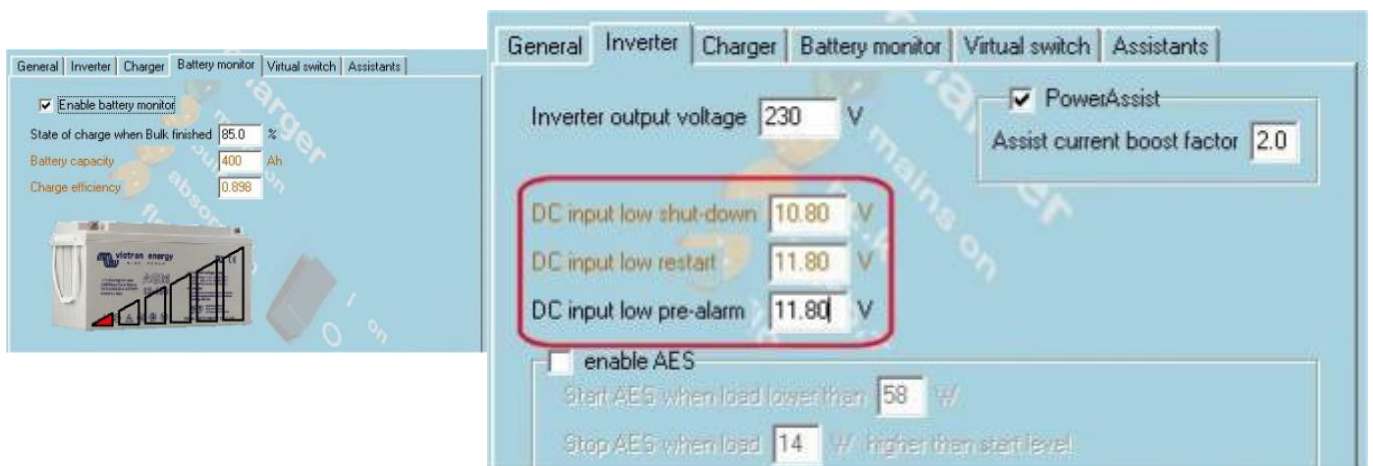 General Inverter Charger Battery monitor Virtual switch Assistants
Enable battery monitor
State of charge when Bulk finished 85.0 %
Battery capacity 400 Ah
Charge efficiency 0.898
victron energy
General Inverter Charger Battery monitor Virtual switch Assistants
Inverter output voltage 230 V
PowerAssist
Assist current boost factor 2.0
DC input low shut-down 10.80 V
DC input low restart 11.80 V
DC input low pre-alarm 11.80 V
enable AES
Start AES when load lower than 58 W
Stop AES when load 14 W higher than start level.